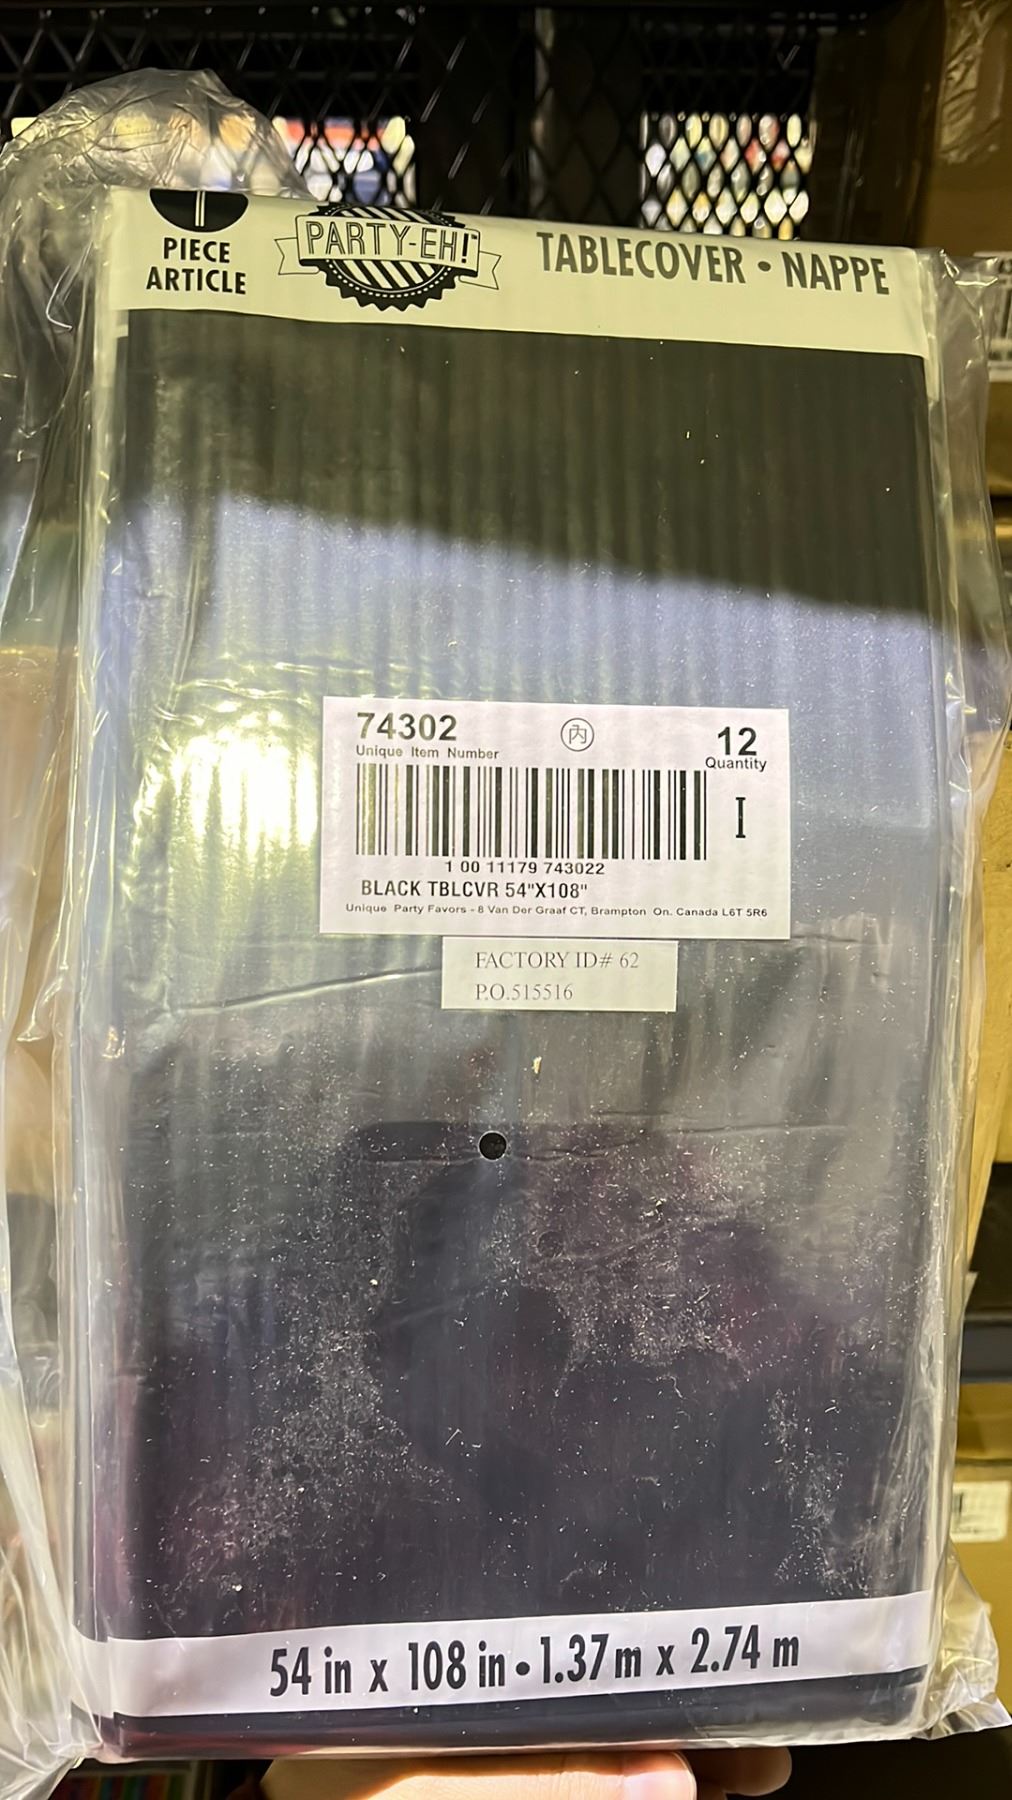 1
PIECE
ARTICLE
PARTY-EH!
TABLECOVER • NAPPE
74302
Unique Item Number
内
12
Quantity
I
1 00 11179 743022
BLACK TBLCVR 54"X108"
Unique Party Favors - 8 Van Der Graaf CT, Brampton On. Canada L6T 5R6
FACTORY ID# 62
P.O.515516
54 in x 108 in • 1.37 m x 2.74 m